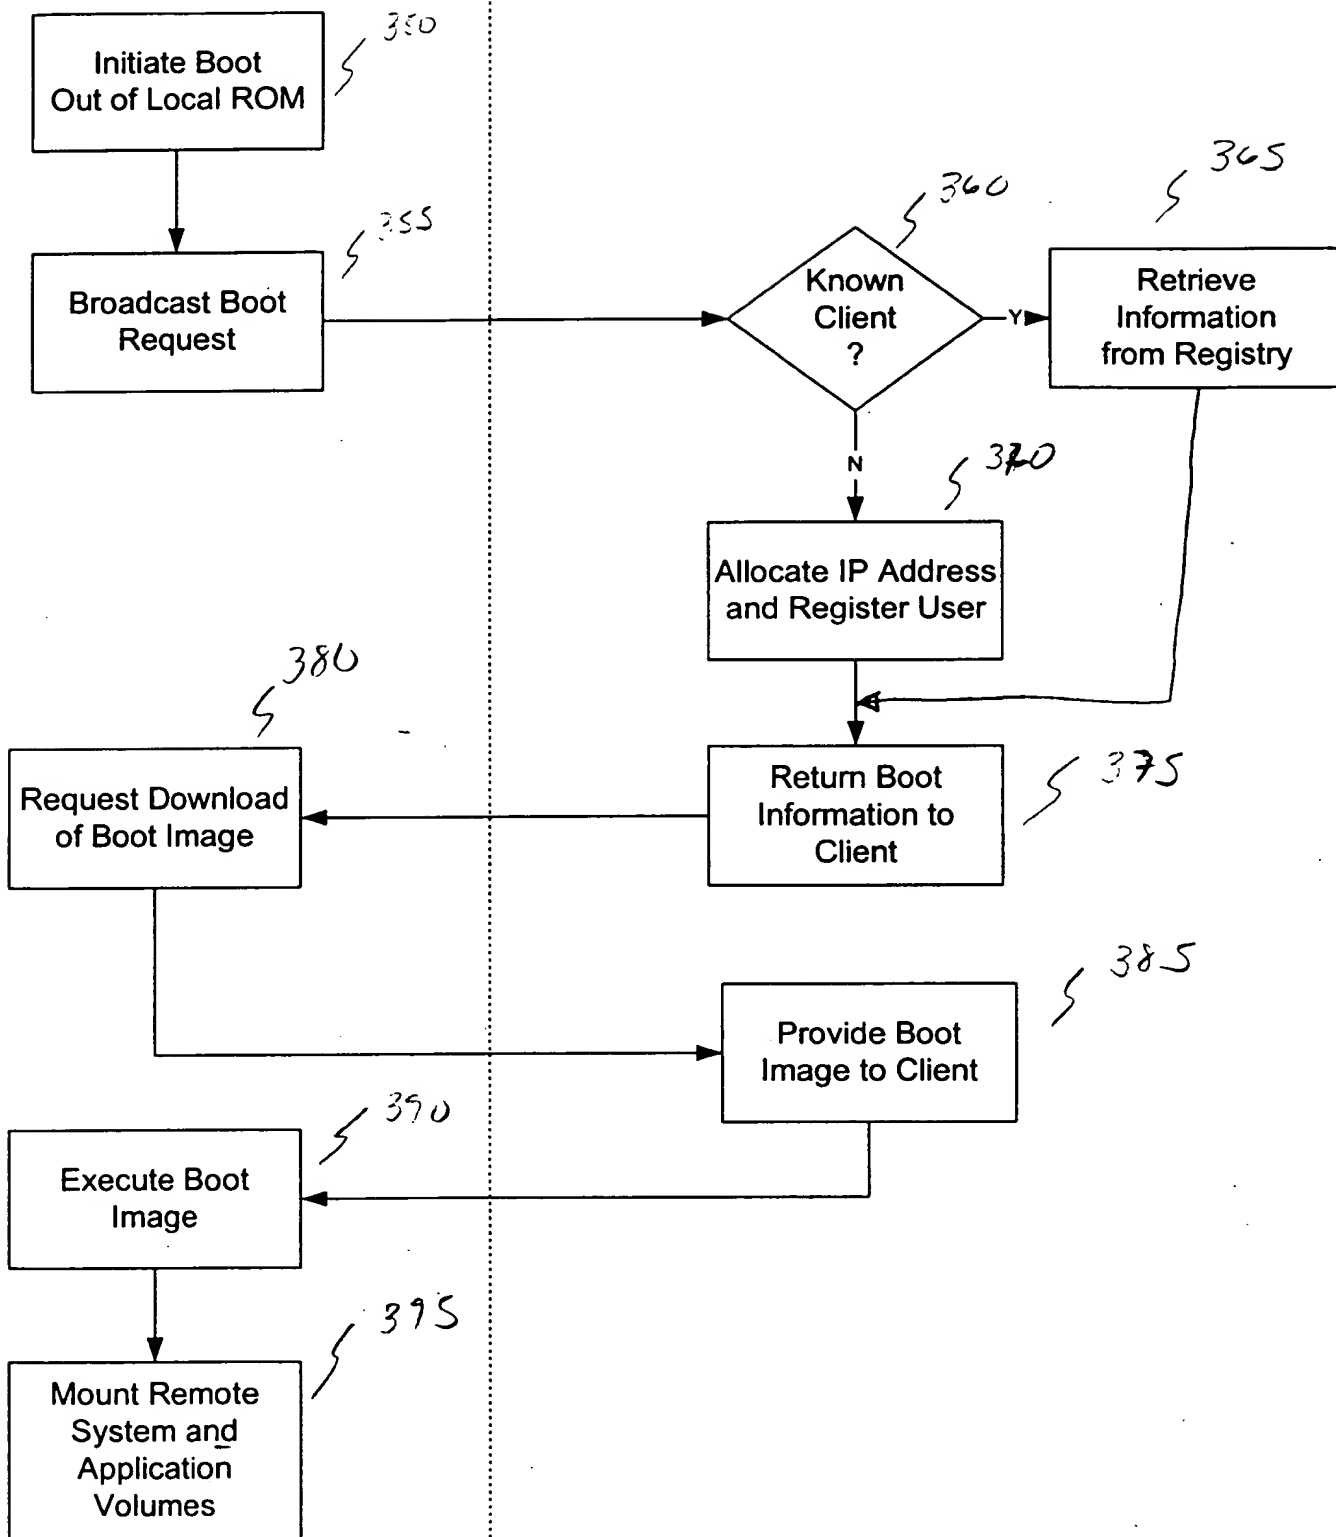 Initiate Boot
Out of Local ROM
350
Broadcast Boot
Request
355
Known
Client
?
360
Y
Retrieve
Information
from Registry
365
N
Allocate IP Address
and Register User
370
Return Boot
Information to
Client
375
Request Download
of Boot Image
380
Provide Boot
Image to Client
385
Execute Boot
Image
390
Mount Remote
System and
Application
Volumes
395